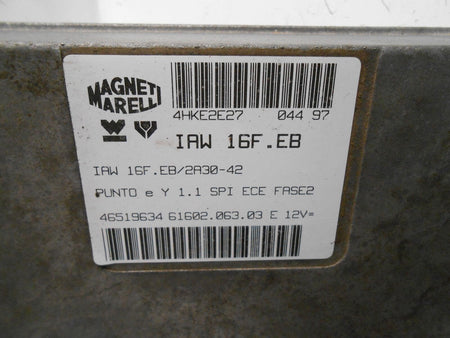 MAGNETI
MARELLI
4HKE2E27 044 97
IAW 16F.EB
IAW 16F.EB/2A30-42
PUNTO e Y 1.1 SPI ECE FASE2
46519634 61602.063.03 E 12V=